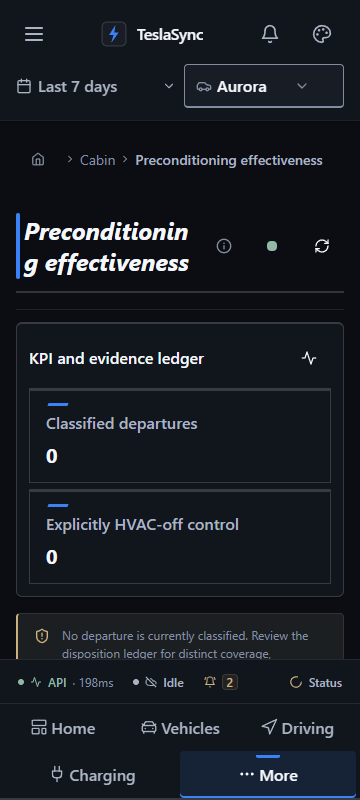 TeslaSync
Last 7 days
Aurora
Cabin
Preconditioning effectiveness
Preconditionin
g effectiveness
KPI and evidence ledger
Classified departures
0
Explicitly HVAC-off control
0
No departure is currently classified. Review the
disposition ledger for distinct coverage,
API · 198ms
Idle
2
Status
Home
Vehicles
Driving
Charging
More